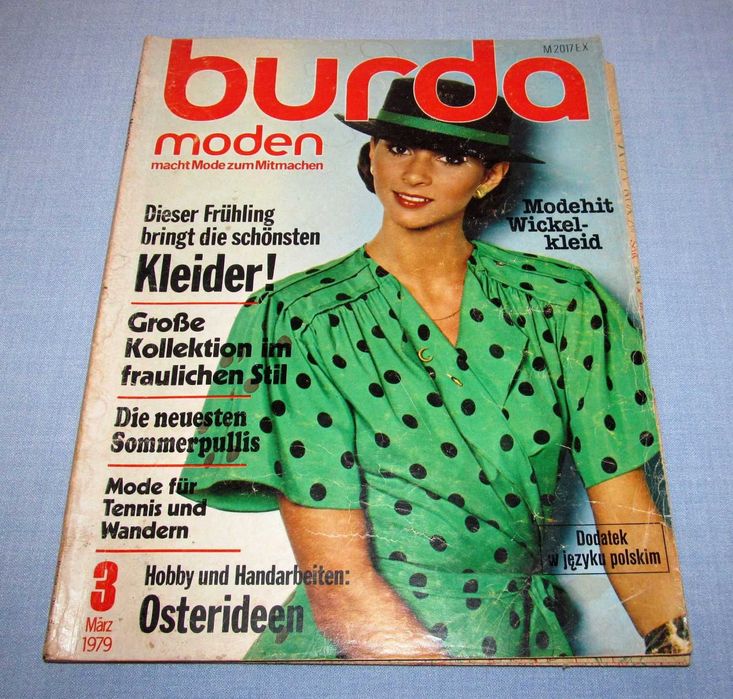 M2017EX
burda
moden
macht Mode zum Mitmachen
Modehit
Wickel-
kleid
Dieser Frühling
bringt die schönsten
Kleider!
Große
Kollektion im
fraulichen Stil
Die neuesten
Sommerpullis
Mode für
Tennis und
Wandern
Dodatek
w języku polskim
3
März
1979
Hobby und Handarbeiten:
Osterideen